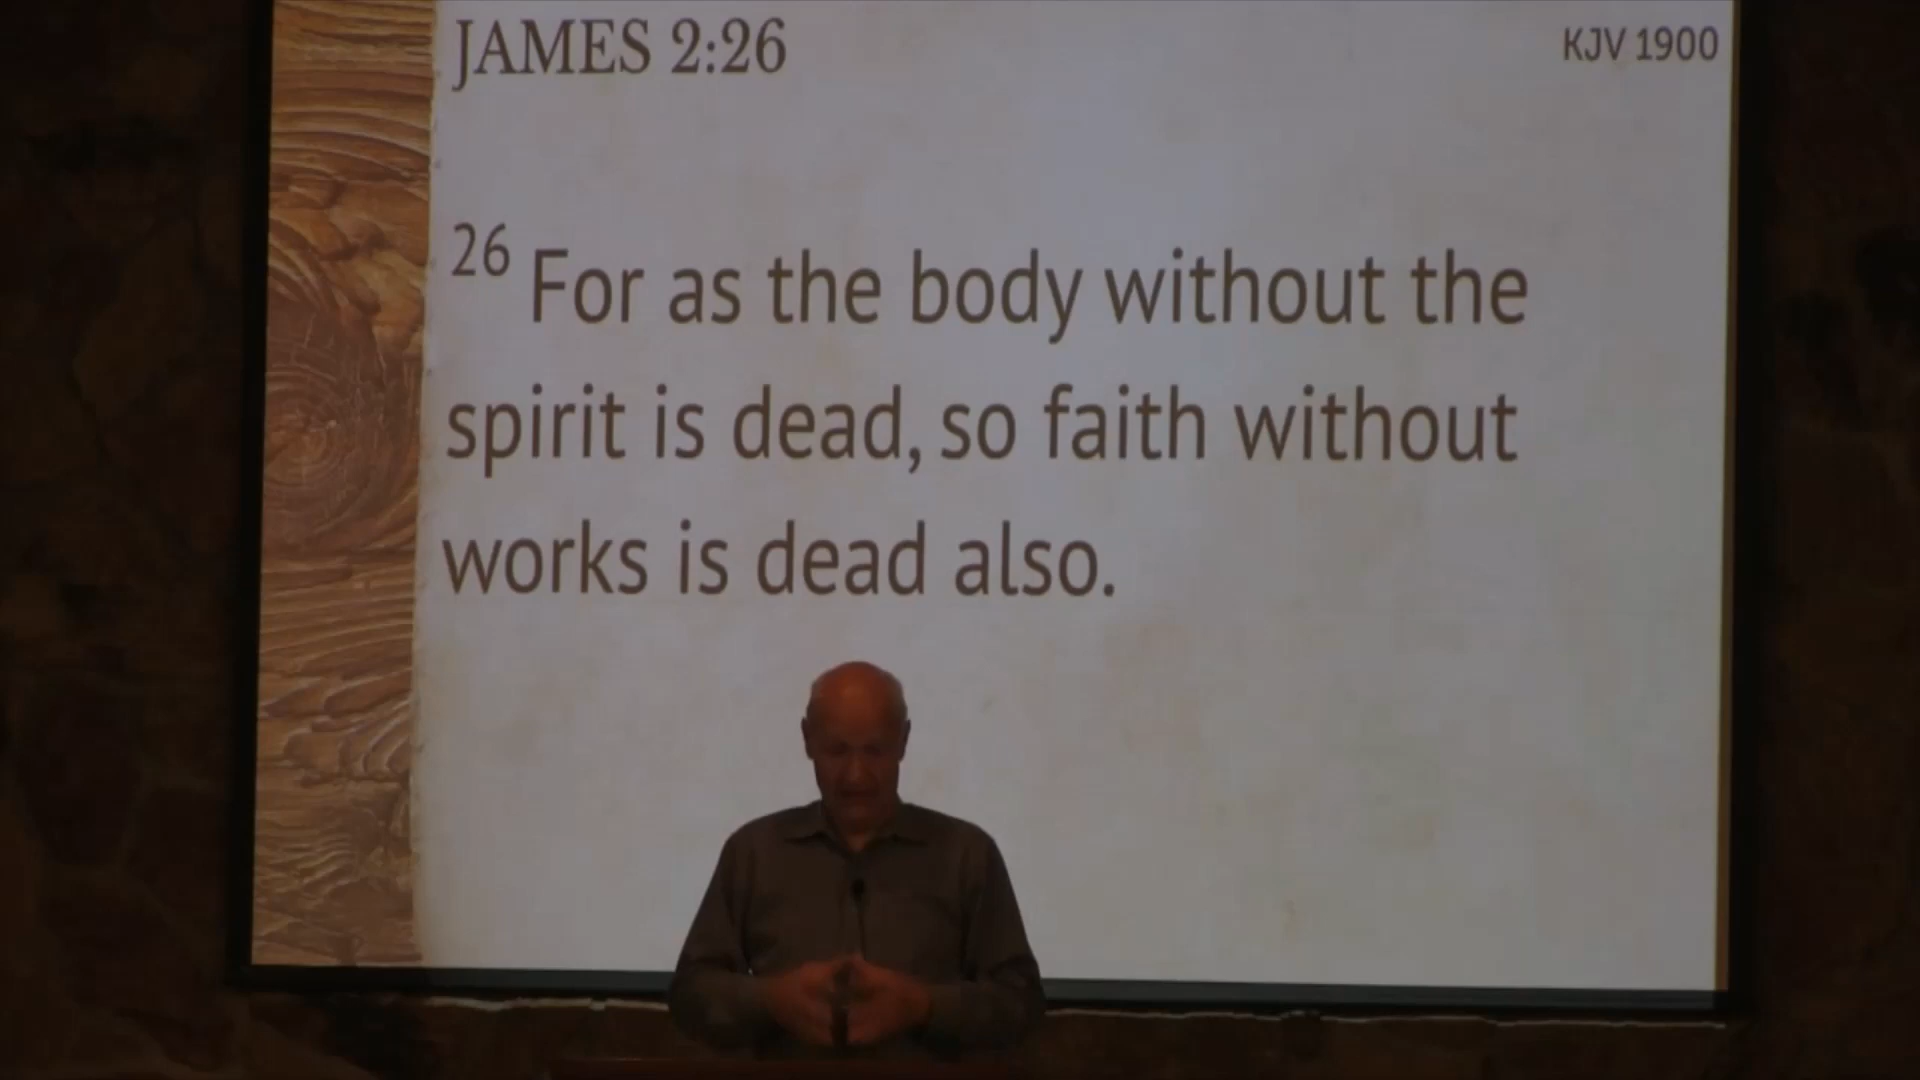 JAMES 2:26
KJV 1900
26 For as the body without the
spirit is dead, so faith without
works is dead also.